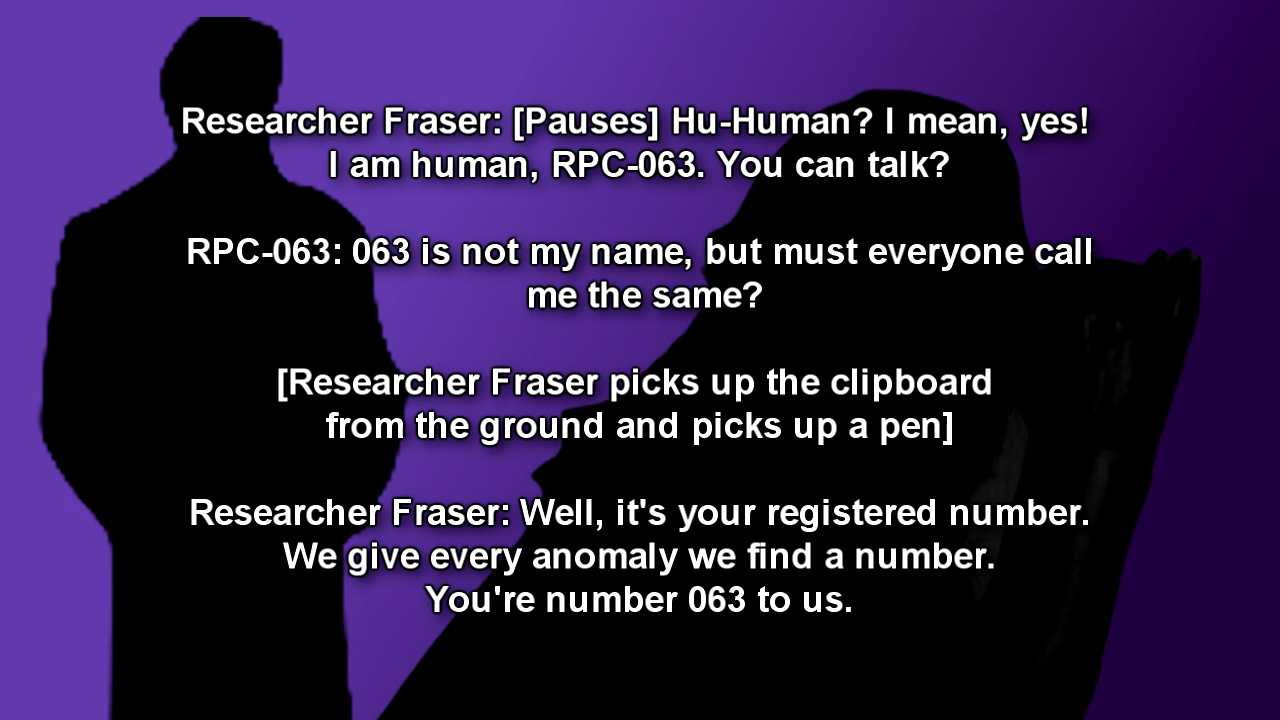 Researcher Fraser: [Pauses] Hu-Human? I mean, yes!
I am human, RPC-063. You can talk?
RPC-063: 063 is not my name, but must everyone call
me the same?
[Researcher Fraser picks up the clipboard
from the ground and picks up a pen]
Researcher Fraser: Well, it's your registered number.
We give every anomaly we find a number.
You're number 063 to us.